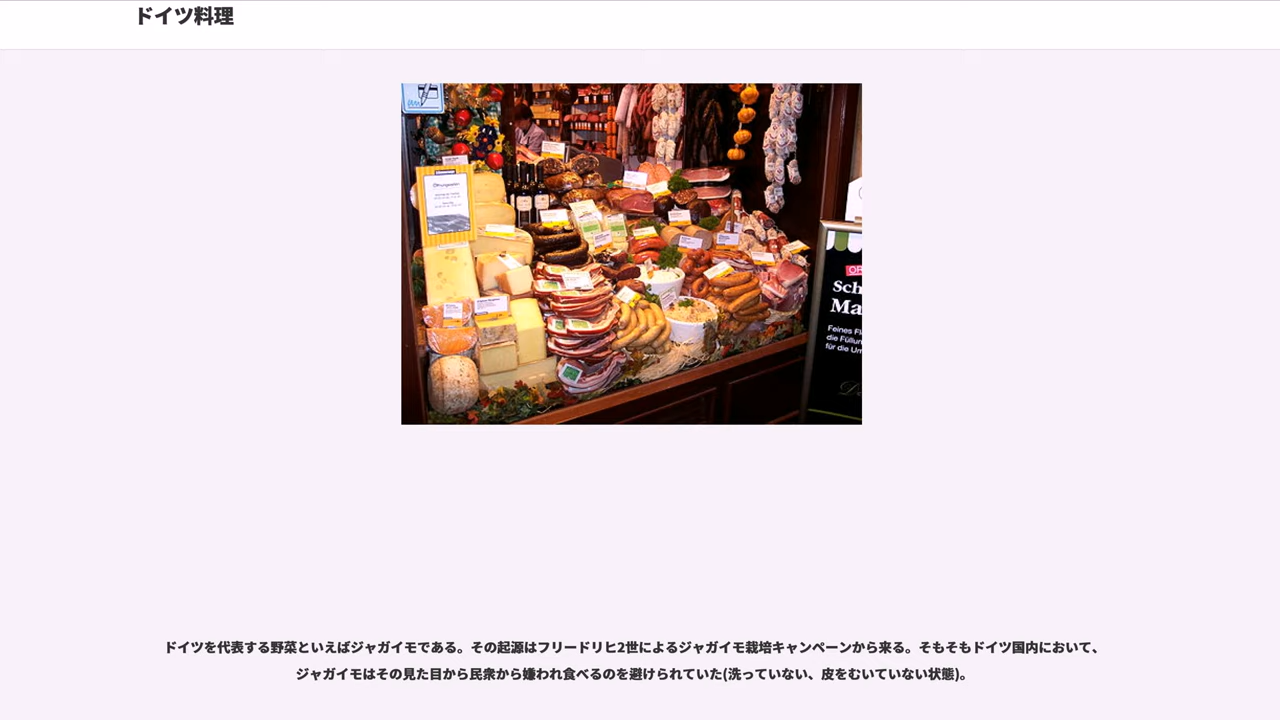 ドイツ料理
Öffnungszeiten
Sch
Ma
Feines Fl
die Füllun
für die Um
ドイツを代表する野菜といえばジャガイモである。その起源はフリードリヒ2世によるジャガイモ栽培キャンペーンから来る。そもそもドイツ国内において、
ジャガイモはその見た目から民衆から嫌われ食べるのを避けられていた(洗っていない、皮をむいていない状態)。